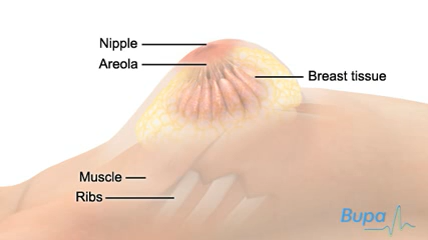 Nipple
Areola
Breast tissue
Muscle
Ribs
Bupa